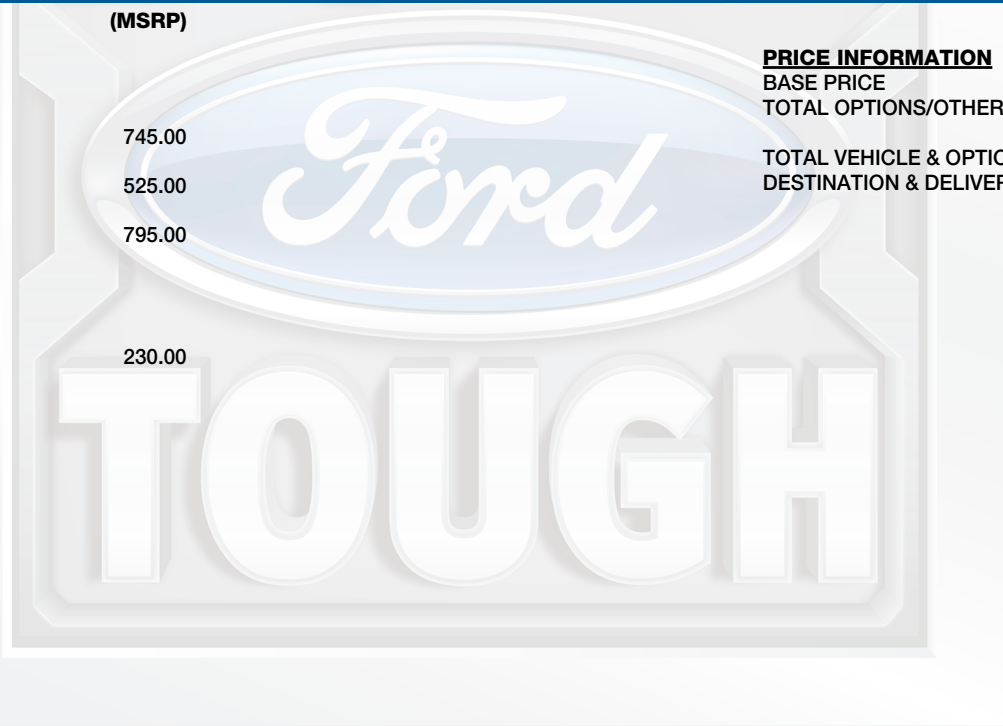 (MSRP)
745.00
525.00
795.00
230.00
PRICE INFORMATION
BASE PRICE
TOTAL OPTIONS/OTHER
TOTAL VEHICLE & OPTIO
DESTINATION & DELIVER
Ford
TOUGH